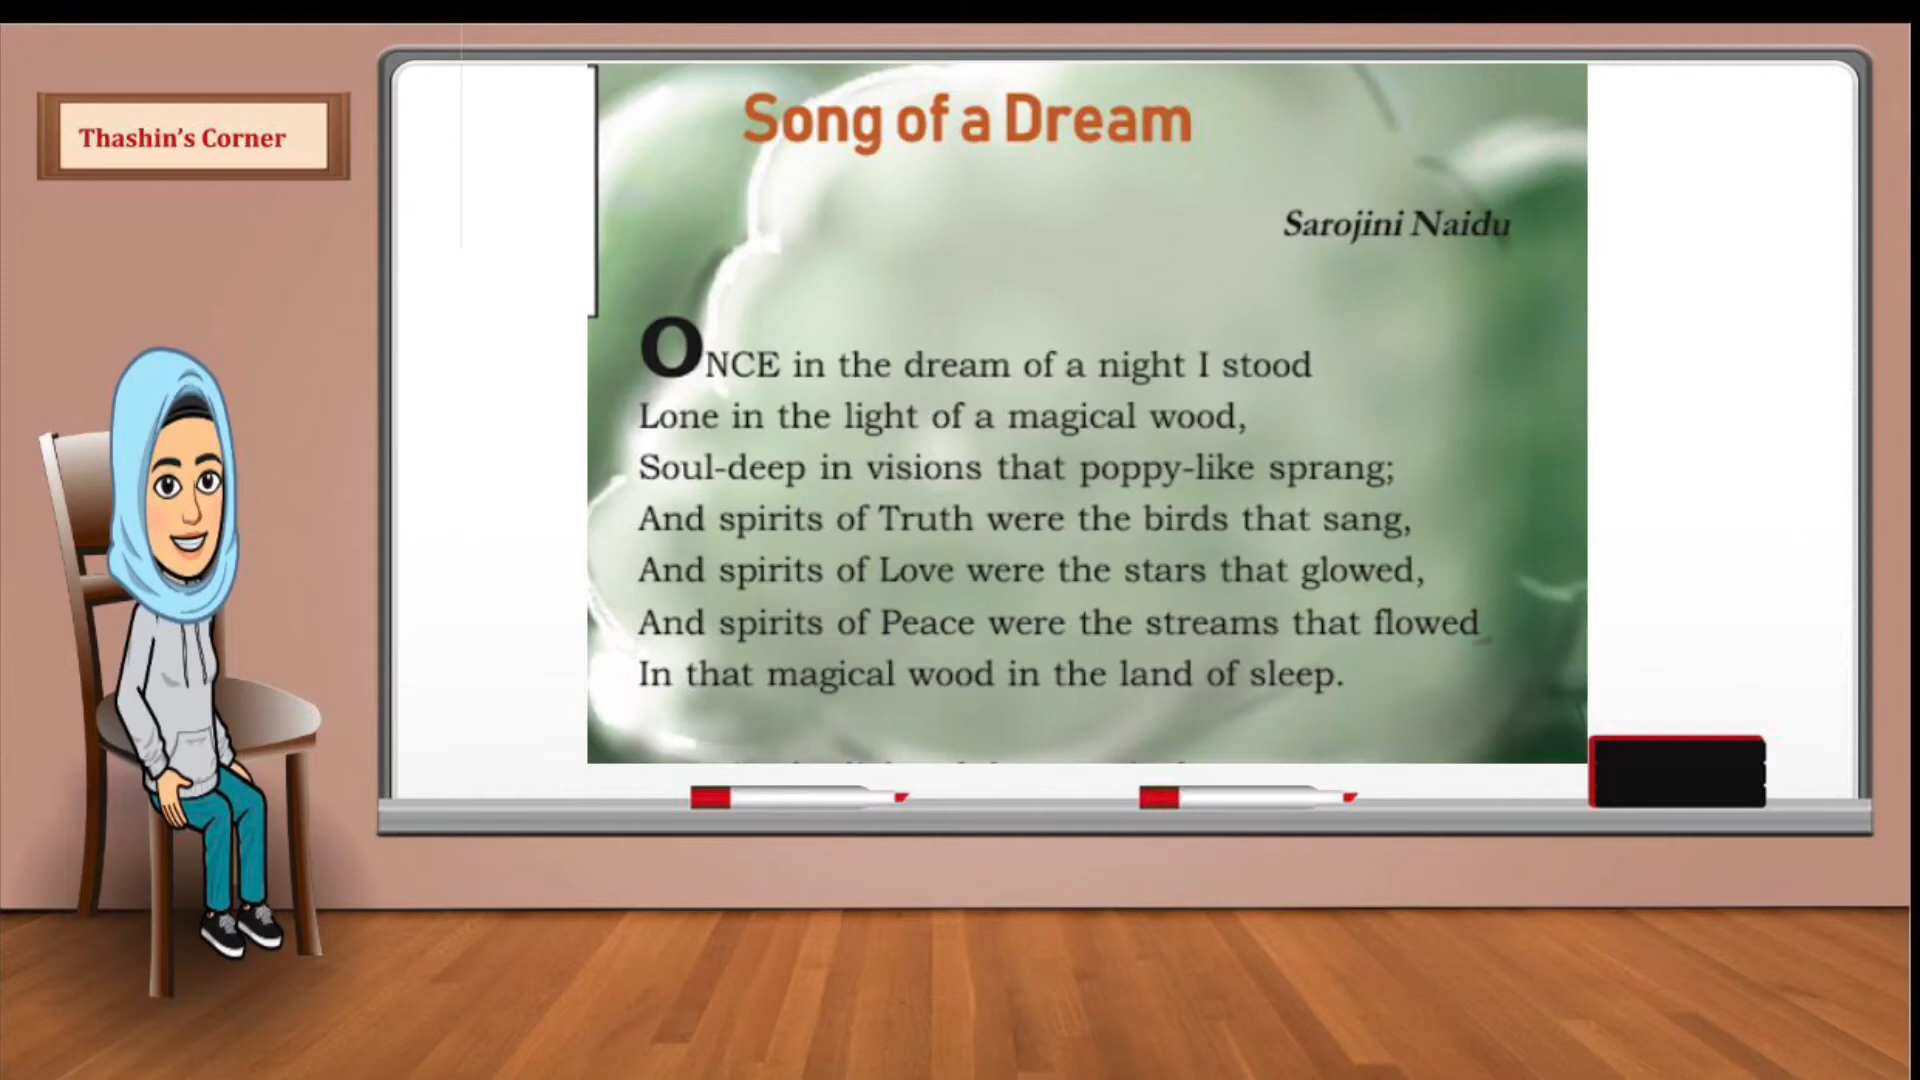 Thashin's Corner
Song of a Dream
Sarojini Naidu
ONCE in the dream of a night I stood
Lone in the light of a magical wood,
Soul-deep in visions that poppy-like sprang;
And spirits of Truth were the birds that sang,
And spirits of Love were the stars that glowed,
And spirits of Peace were the streams that flowed
In that magical wood in the land of sleep.